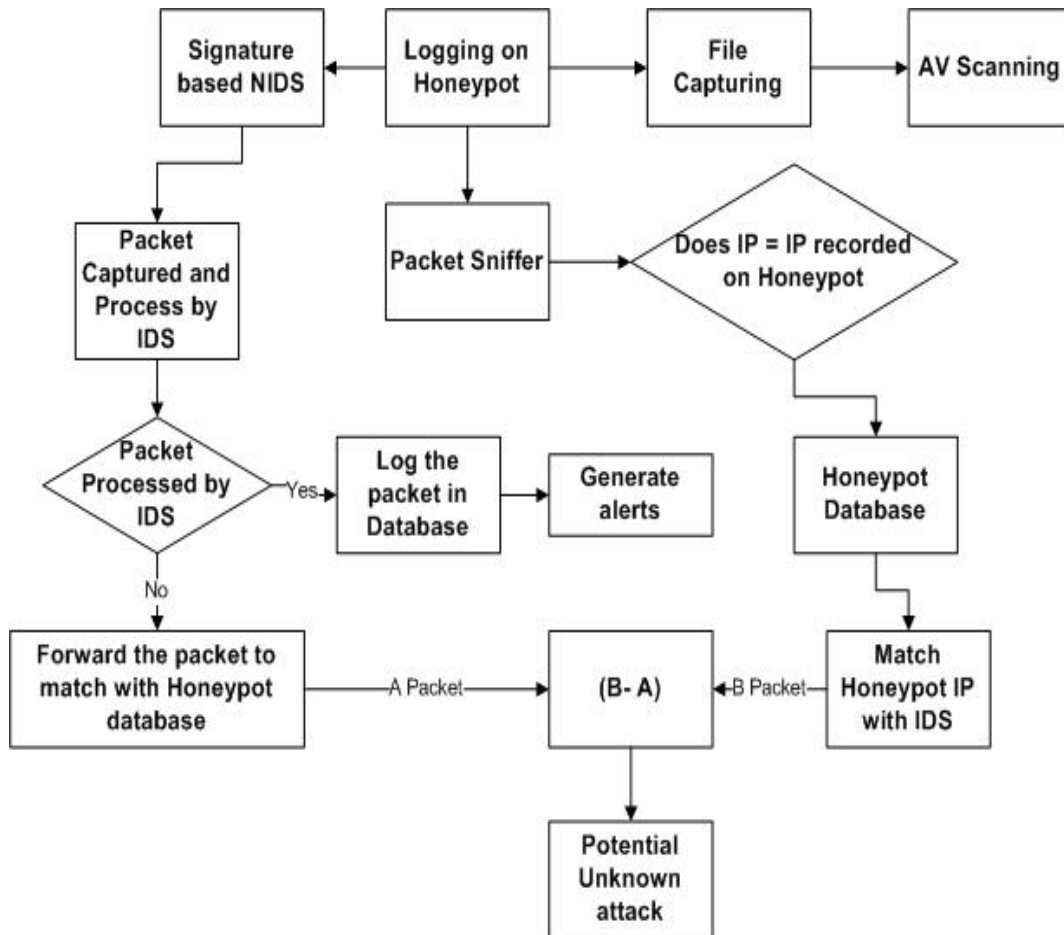 Signature
based NIDS
Logging on
Honeypot
File
Capturing
AV Scanning
Packet
Captured and
Process by
IDS
Packet Sniffer
Does IP = IP recorded
on Honeypot
Packet
Processed by
IDS
Yes
Log the
packet in
Database
Generate
alerts
Honeypot
Database
No
Forward the packet to
match with Honeypot
database
A Packet
(B- A)
B Packet
Match
Honeypot IP
with IDS
Potential
Unknown
attack